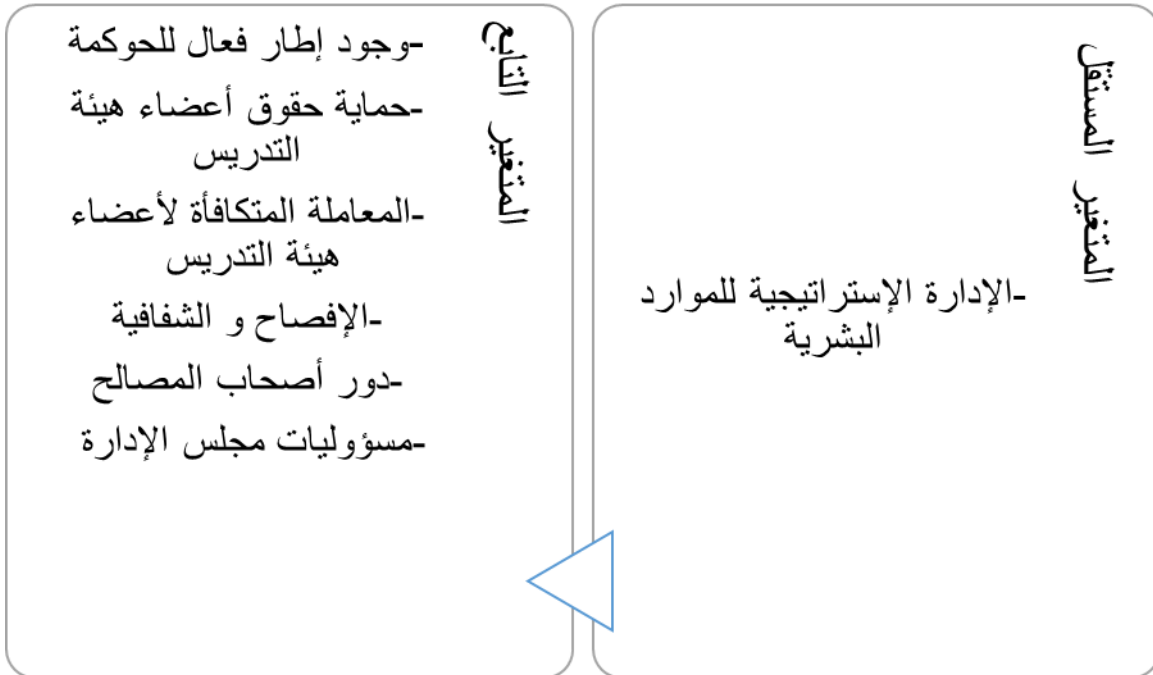 المتغير المستقل
-الإدارة الإستراتيجية للموارد
البشرية
المتغير التابع
-وجود إطار فعال للحوكمة
-حماية حقوق أعضاء هيئة
التدريس
-المعاملة المتكافأة لأعضاء
هيئة التدريس
-الإفصاح و الشفافية
-دور أصحاب المصالح
-مسؤوليات مجلس الإدارة